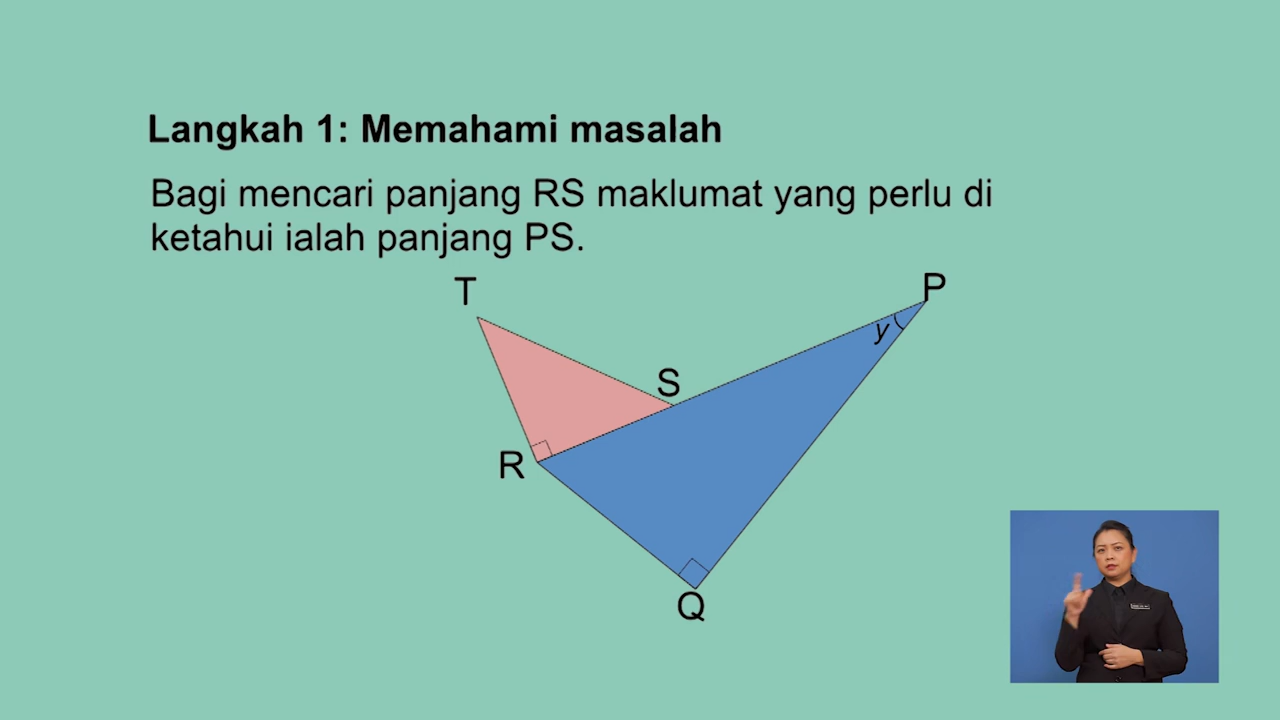 Langkah 1: Memahami masalah
Bagi mencari panjang RS maklumat yang perlu di
ketahui ialah panjang PS.
T
P
y
S
R
Q